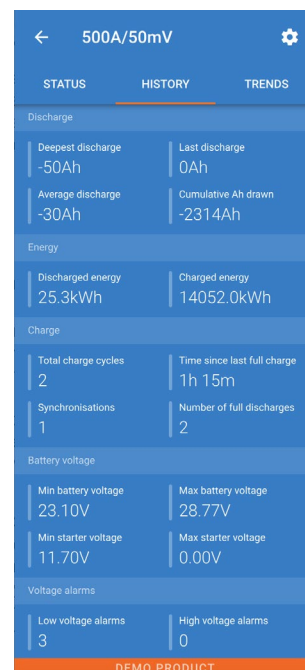 500A/50mV
STATUS HISTORY TRENDS
Discharge
Deepest discharge Last discharge
-50Ah 0Ah
Average discharge Cumulative Ah drawn
-30Ah -2314Ah
Energy
Discharged energy Charged energy
25.3kWh 14052.0kWh
Charge
Total charge cycles Time since last full charge
2 1h 15m
Synchronisations Number of full discharges
1 2
Battery voltage
Min battery voltage Max battery voltage
23.10V 28.77V
Min starter voltage Max starter voltage
11.70V 0.00V
Voltage alarms
Low voltage alarms High voltage alarms
3 0
DEMO PRODUCT